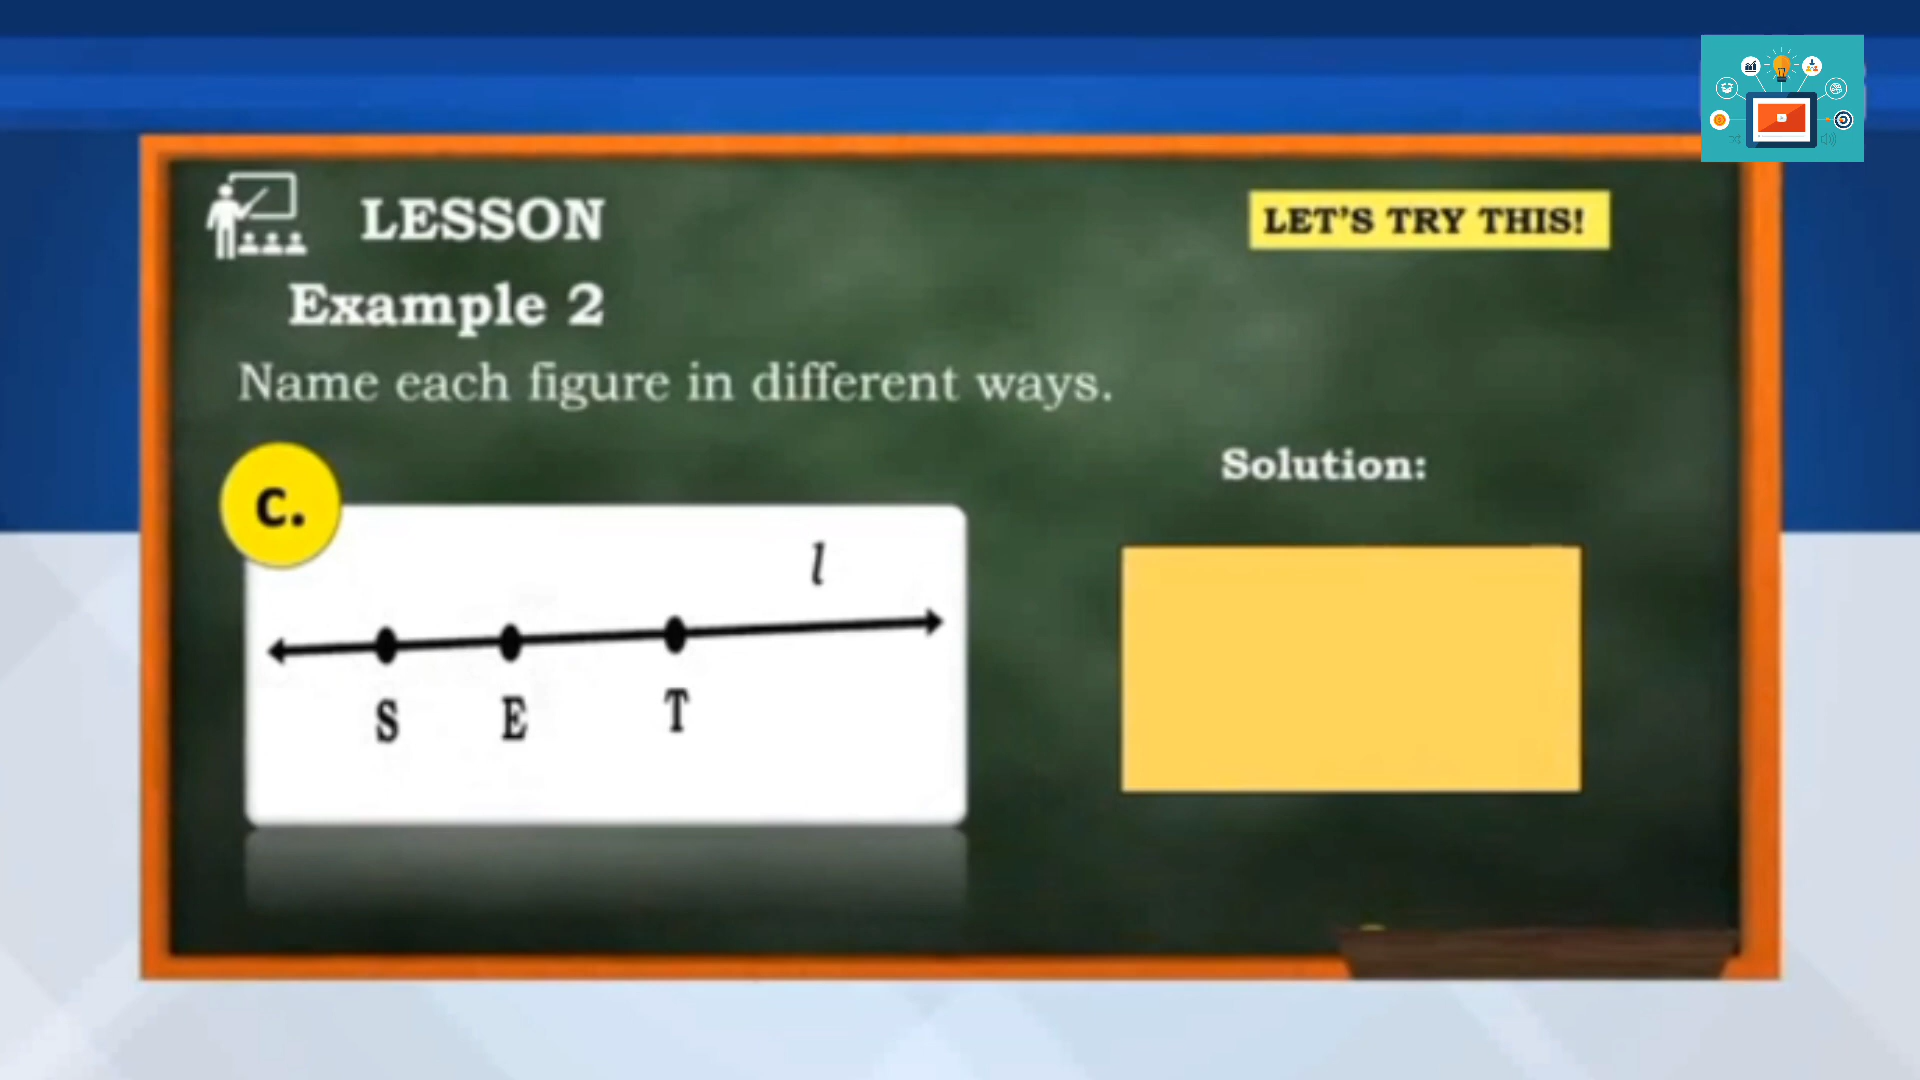 LESSON
LET'S TRY THIS!
Example 2
Name each figure in different ways.
Solution:
C.
l
S E T